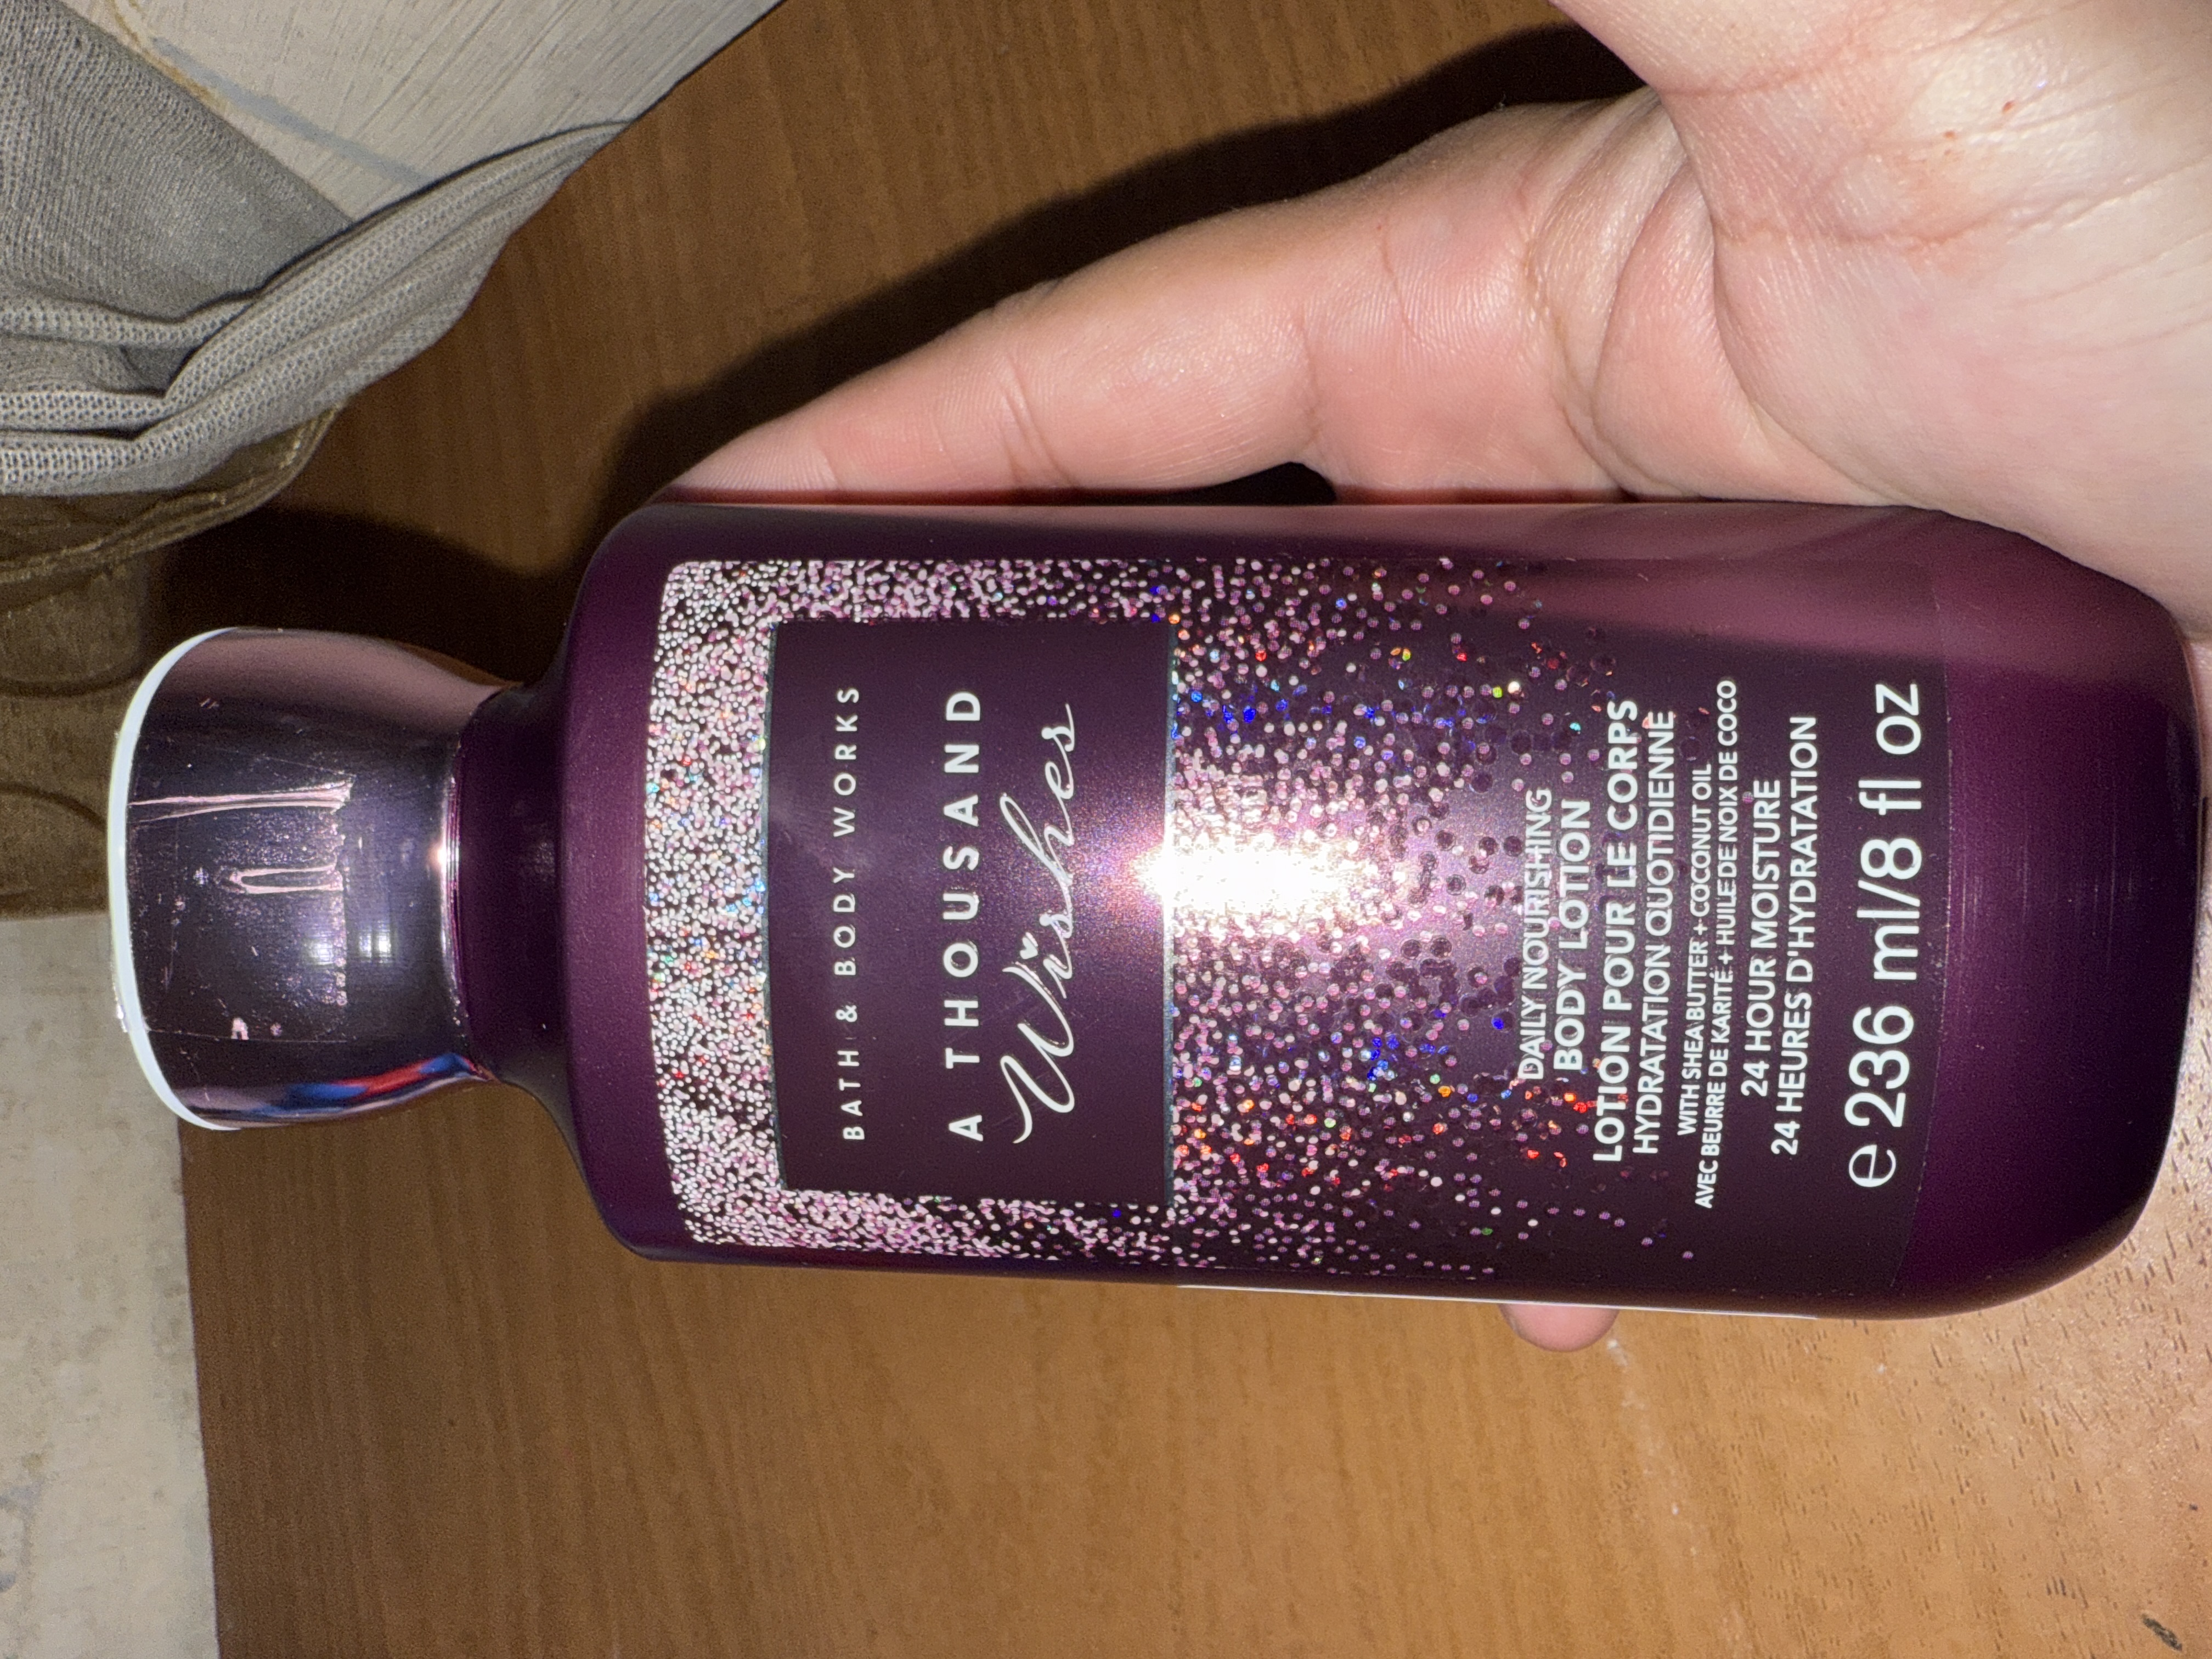 BATH & BODY WORKS
A THOUSAND
Wishes
DAILY NOURISHING
BODY LOTION
LOTION POUR LE CORPS
HYDRATATION QUOTIDIENNE
WITH SHEA BUTTER + COCONUT OIL
AVEC BEURRE DE KARITÉ + HUILE DE NOIX DE COCO
24 HOUR MOISTURE
24 HEURES D'HYDRATATION
℮ 236 ml/8 fl oz